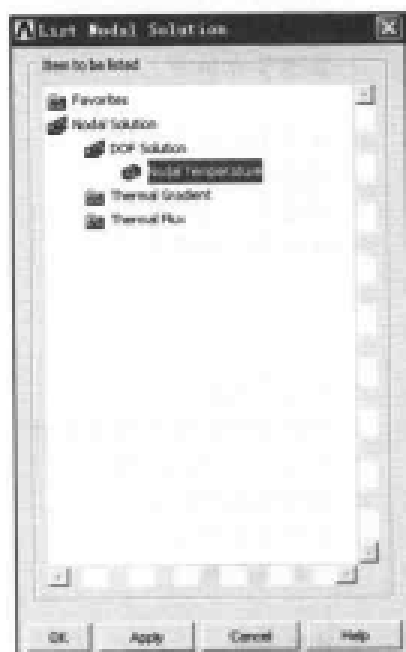 List Nodal Solution
Item to be listed
Favorites
Nodal Solution
DOF Solution
Nodal Temperature
Thermal Gradient
Thermal Flux
OK Apply Cancel Help